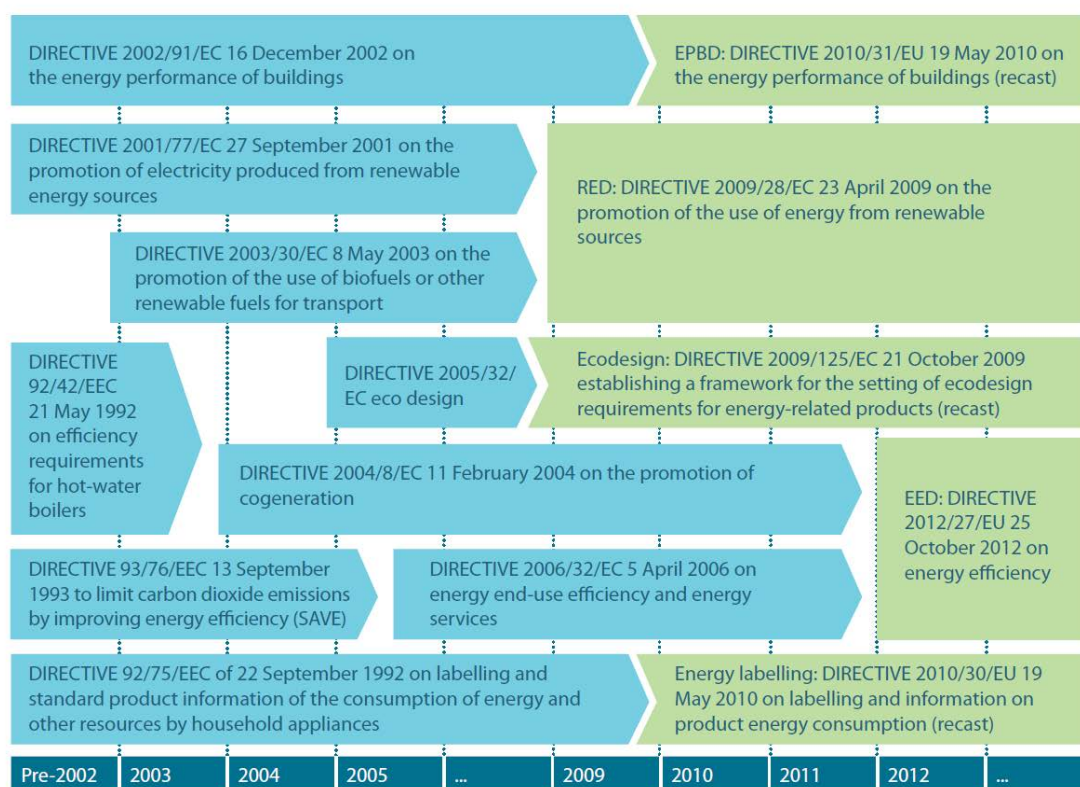 DIRECTIVE 2002/91/EC 16 December 2002 on
the energy performance of buildings
EPBD: DIRECTIVE 2010/31/EU 19 May 2010 on
the energy performance of buildings (recast)
DIRECTIVE 2001/77/EC 27 September 2001 on the
promotion of electricity produced from renewable
energy sources
RED: DIRECTIVE 2009/28/EC 23 April 2009 on the
promotion of the use of energy from renewable
sources
DIRECTIVE 2003/30/EC 8 May 2003 on the
promotion of the use of biofuels or other
renewable fuels for transport
DIRECTIVE
92/42/EEC
21 May 1992
on efficiency
requirements
for hot-water
boilers
DIRECTIVE 2005/32/
EC eco design
Ecodesign: DIRECTIVE 2009/125/EC 21 October 2009
establishing a framework for the setting of ecodesign
requirements for energy-related products (recast)
DIRECTIVE 2004/8/EC 11 February 2004 on the promotion of
cogeneration
EED: DIRECTIVE
2012/27/EU 25
October 2012 on
energy efficiency
DIRECTIVE 93/76/EEC 13 September
1993 to limit carbon dioxide emissions
by improving energy efficiency (SAVE)
DIRECTIVE 2006/32/EC 5 April 2006 on
energy end-use efficiency and energy
services
DIRECTIVE 92/75/EEC of 22 September 1992 on labelling and
standard product information of the consumption of energy and
other resources by household appliances
Energy labelling: DIRECTIVE 2010/30/EU 19
May 2010 on labelling and information on
product energy consumption (recast)
Pre-2002 2003 2004 2005 ... 2009 2010 2011 2012 ...